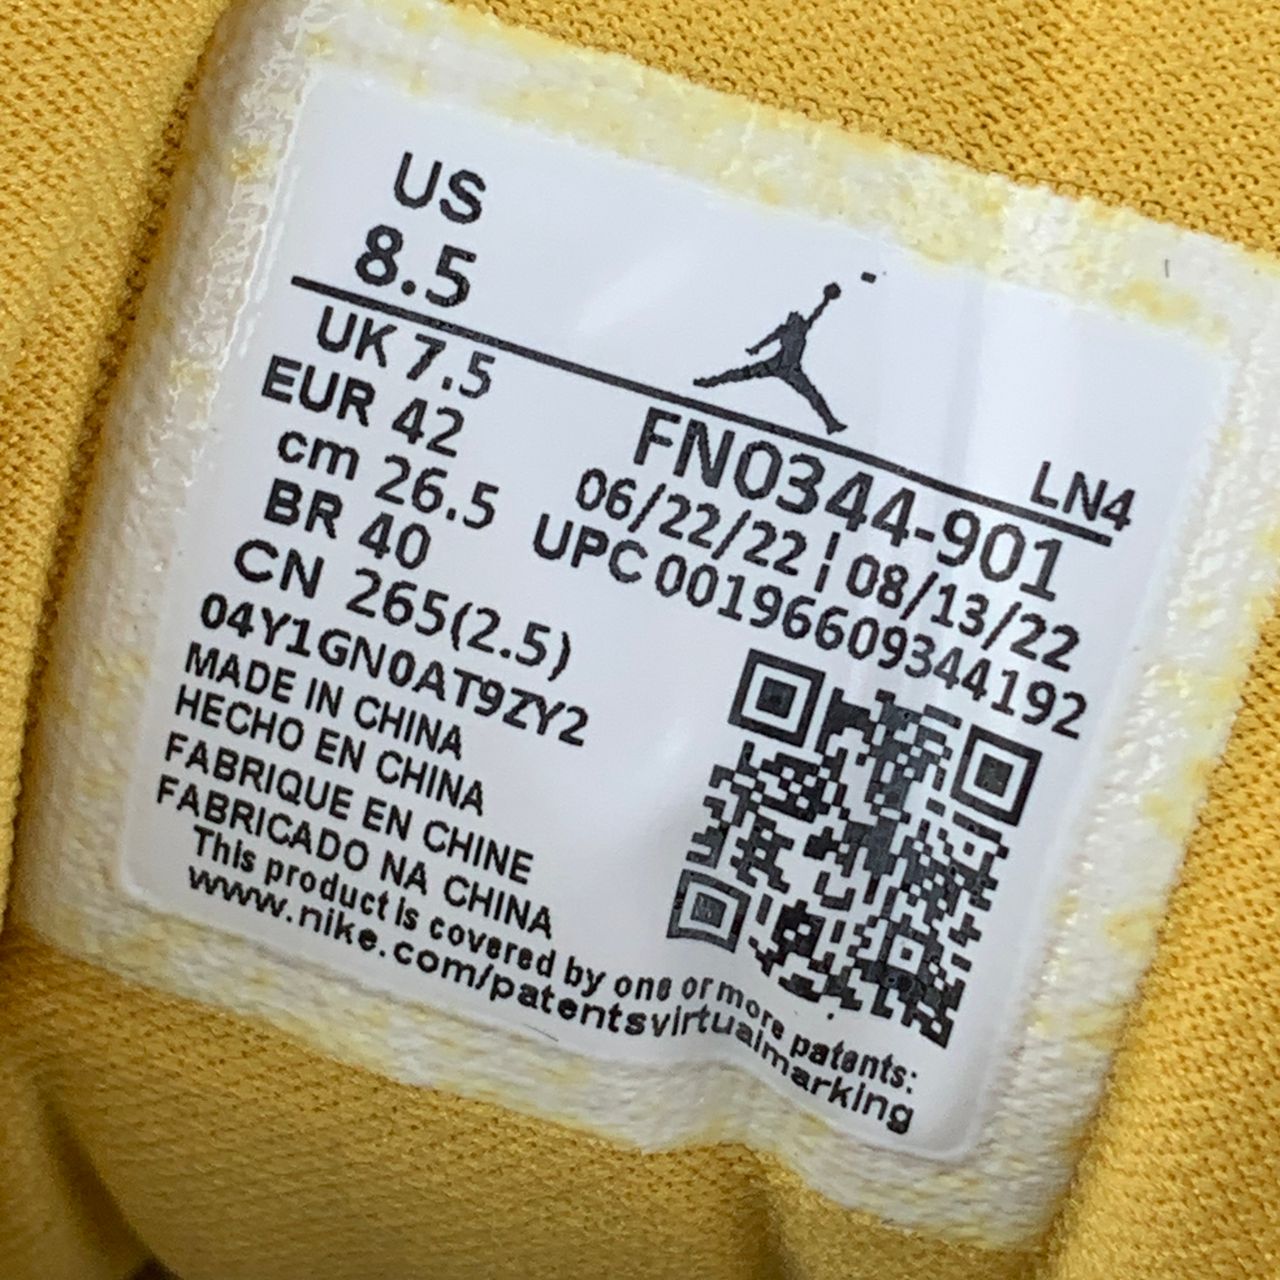 US
8.5
UK 7.5
EUR 42
cm 26.5
BR 40
CN 265(2.5)
04Y1GN0AT9ZY2
MADE IN CHINA
HECHO EN CHINA
FABRIQUE EN CHINE
FABRICADO NA CHINA
This product is covered by one or more patents:
www.nike.com/patentsvirtualmarking
LN4
FN0344-901
06/22/22 ¦ 08/13/22
UPC 00196609344192